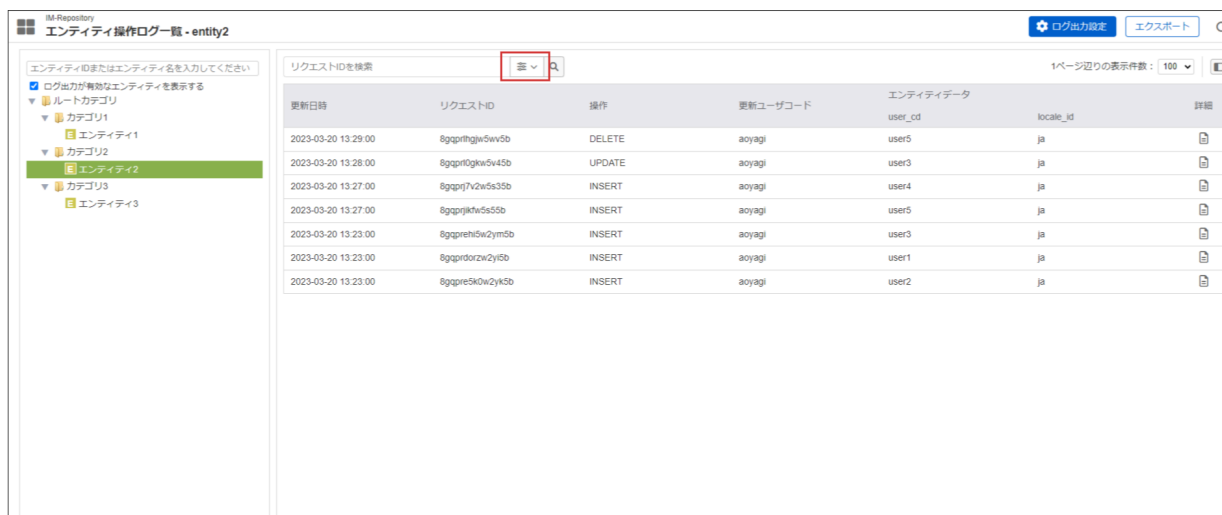 IM-Repository
エンティティ操作ログ一覧 - entity2
ログ出力設定
エクスポート
エンティティIDまたはエンティティ名を入力してください
ログ出力が有効なエンティティを表示する
ルートカテゴリ
カテゴリ1
エンティティ1
カテゴリ2
エンティティ2
カテゴリ3
エンティティ3
リクエストIDを検索
1ページ辺りの表示件数： 100
更新日時 リクエストID 操作 更新ユーザコード エンティティデータ 詳細
user_cd locale_id
2023-03-20 13:29:00 8gqprlhgjw5wv5b DELETE aoyagi user5 ja
2023-03-20 13:28:00 8gqprl0gkw5v45b UPDATE aoyagi user3 ja
2023-03-20 13:27:00 8gqprj7v2w5s35b INSERT aoyagi user4 ja
2023-03-20 13:27:00 8gqprjikfw5s55b INSERT aoyagi user5 ja
2023-03-20 13:23:00 8gqprehi5w2ym5b INSERT aoyagi user3 ja
2023-03-20 13:23:00 8gqprdorzw2yi5b INSERT aoyagi user1 ja
2023-03-20 13:23:00 8gqpre5k0w2yk5b INSERT aoyagi user2 ja